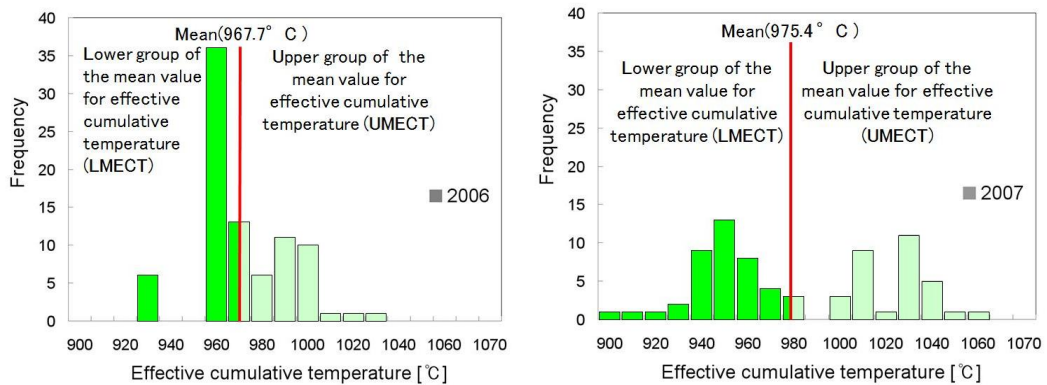 Mean(967.7° C )
Lower group of
the mean value
for effective
cumulative
temperature
(LMECT)
Upper group of the
mean value for
effective cumulative
temperature (UMECT)
Frequency
40
35
30
25
20
15
10
5
0
2006
900 920 940 960 980 1000 1020 1040 1070
Effective cumulative temperature [℃]
Mean(975.4° C )
Lower group of the
mean value for
effective cumulative
temperature (LMECT)
Upper group of the
mean value for effective
cumulative temperature
(UMECT)
Frequency
40
35
30
25
20
15
10
5
0
2007
900 920 940 960 980 1000 1020 1040 1070
Effective cumulative temperature [℃]